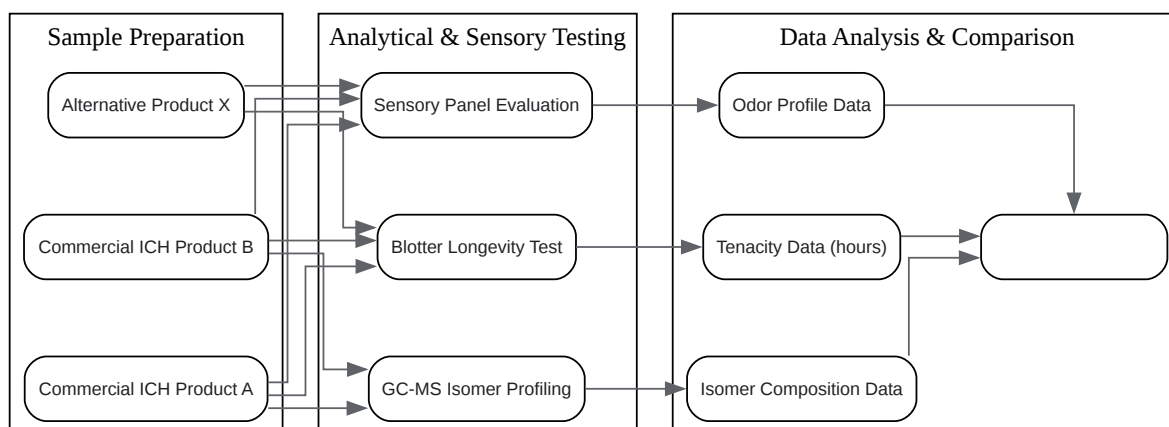 Sample Preparation
Analytical & Sensory Testing
Data Analysis & Comparison
Alternative Product X
Sensory Panel Evaluation
Odor Profile Data
Commercial ICH Product B
Blotter Longevity Test
Tenacity Data (hours)
Commercial ICH Product A
GC-MS Isomer Profiling
Isomer Composition Data